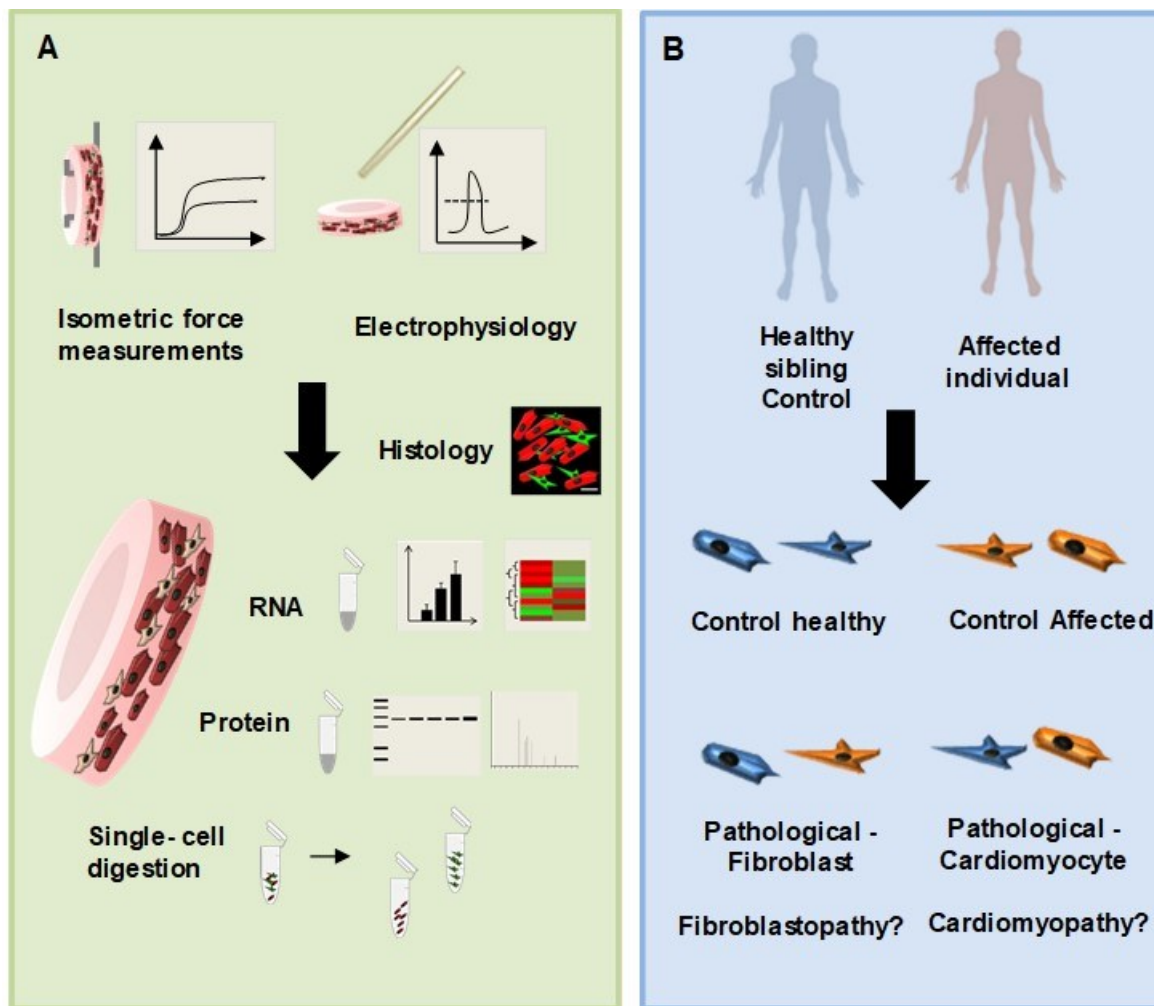 A
Isometric force
measurements
Electrophysiology
Histology
RNA
Protein
Single- cell
digestion
B
Healthy
sibling
Control
Affected
individual
Control healthy
Control Affected
Pathological -
Fibroblast
Pathological -
Cardiomyocyte
Fibroblastopathy?
Cardiomyopathy?